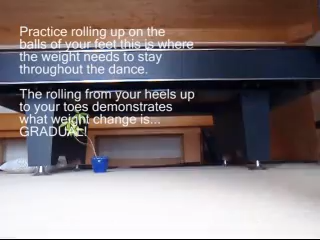 Practice rolling up on the
balls of your feet this is where
the weight needs to stay
throughout the dance.
The rolling from your heels up
to your toes demonstrates
what weight change is...
GRADUAL!